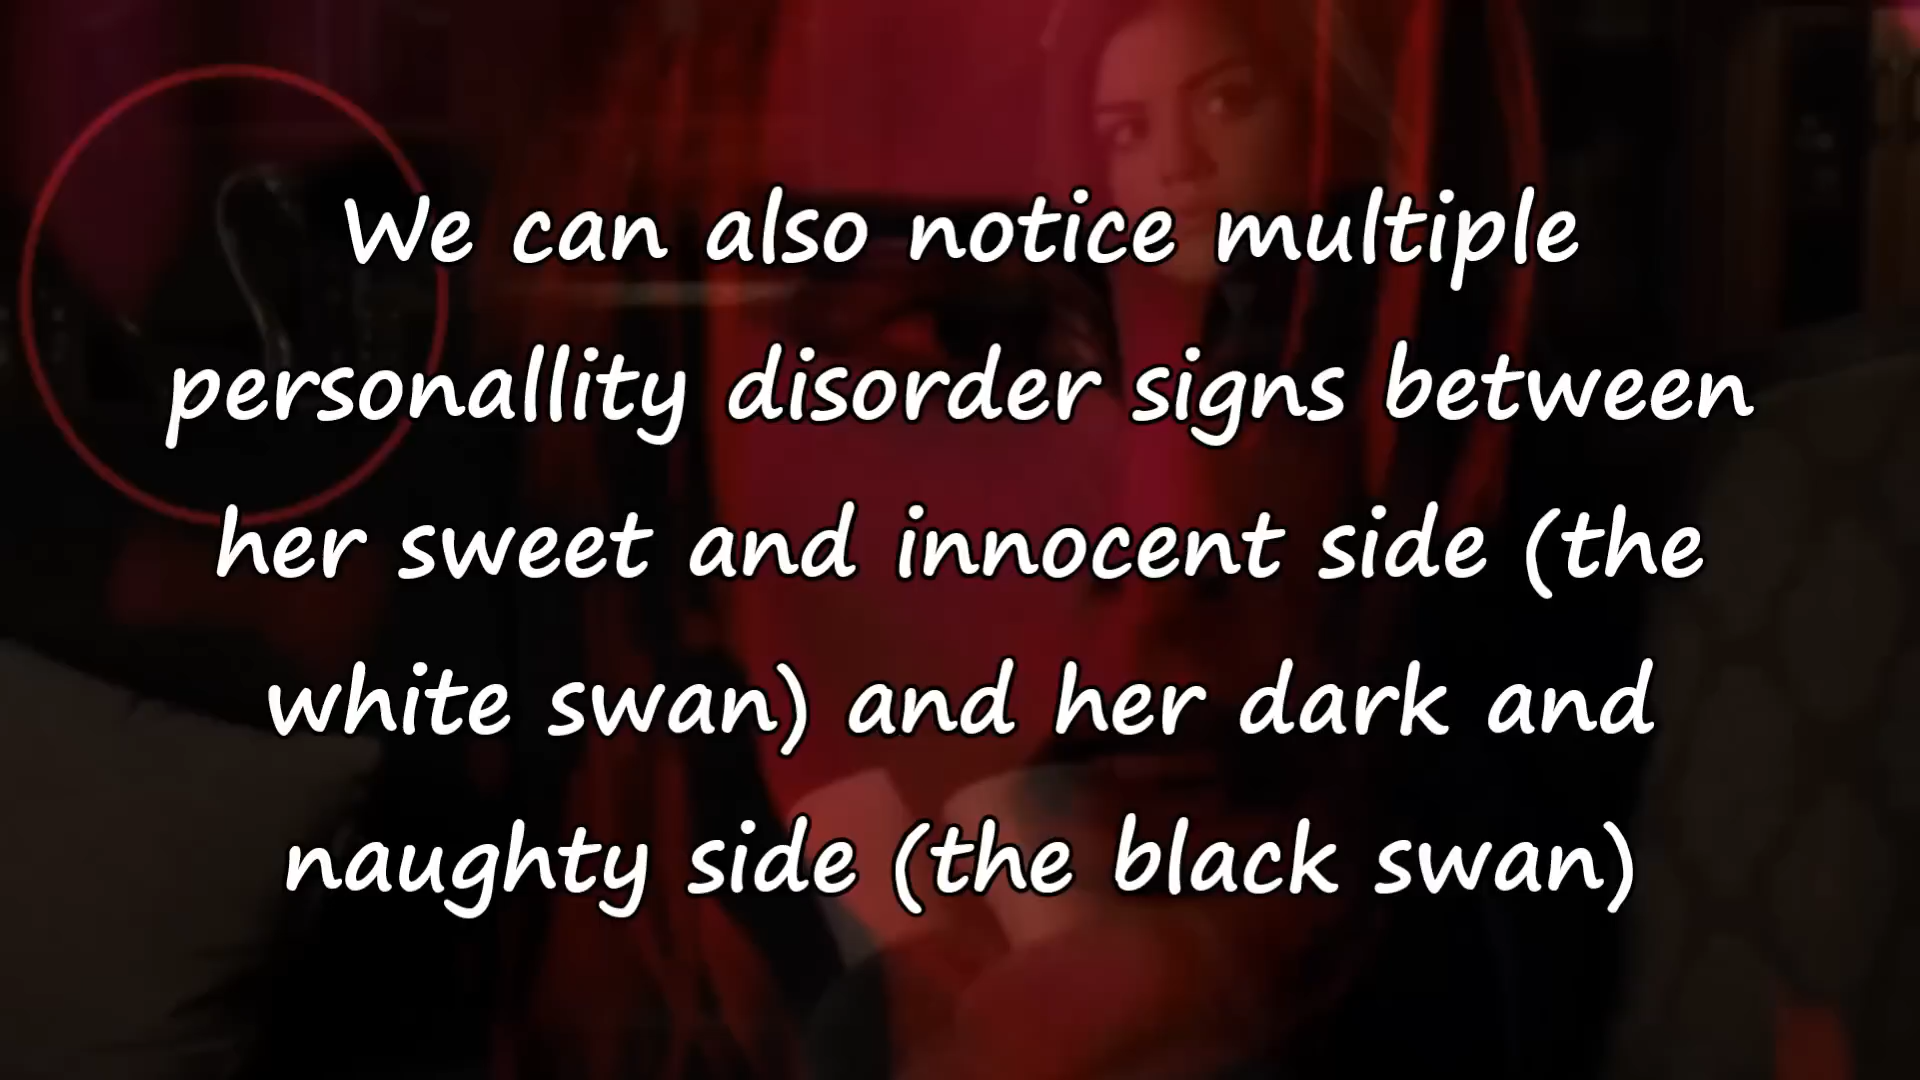 We can also notice multiple
personallity disorder signs between
her sweet and innocent side (the
white swan) and her dark and
naughty side (the black swan)